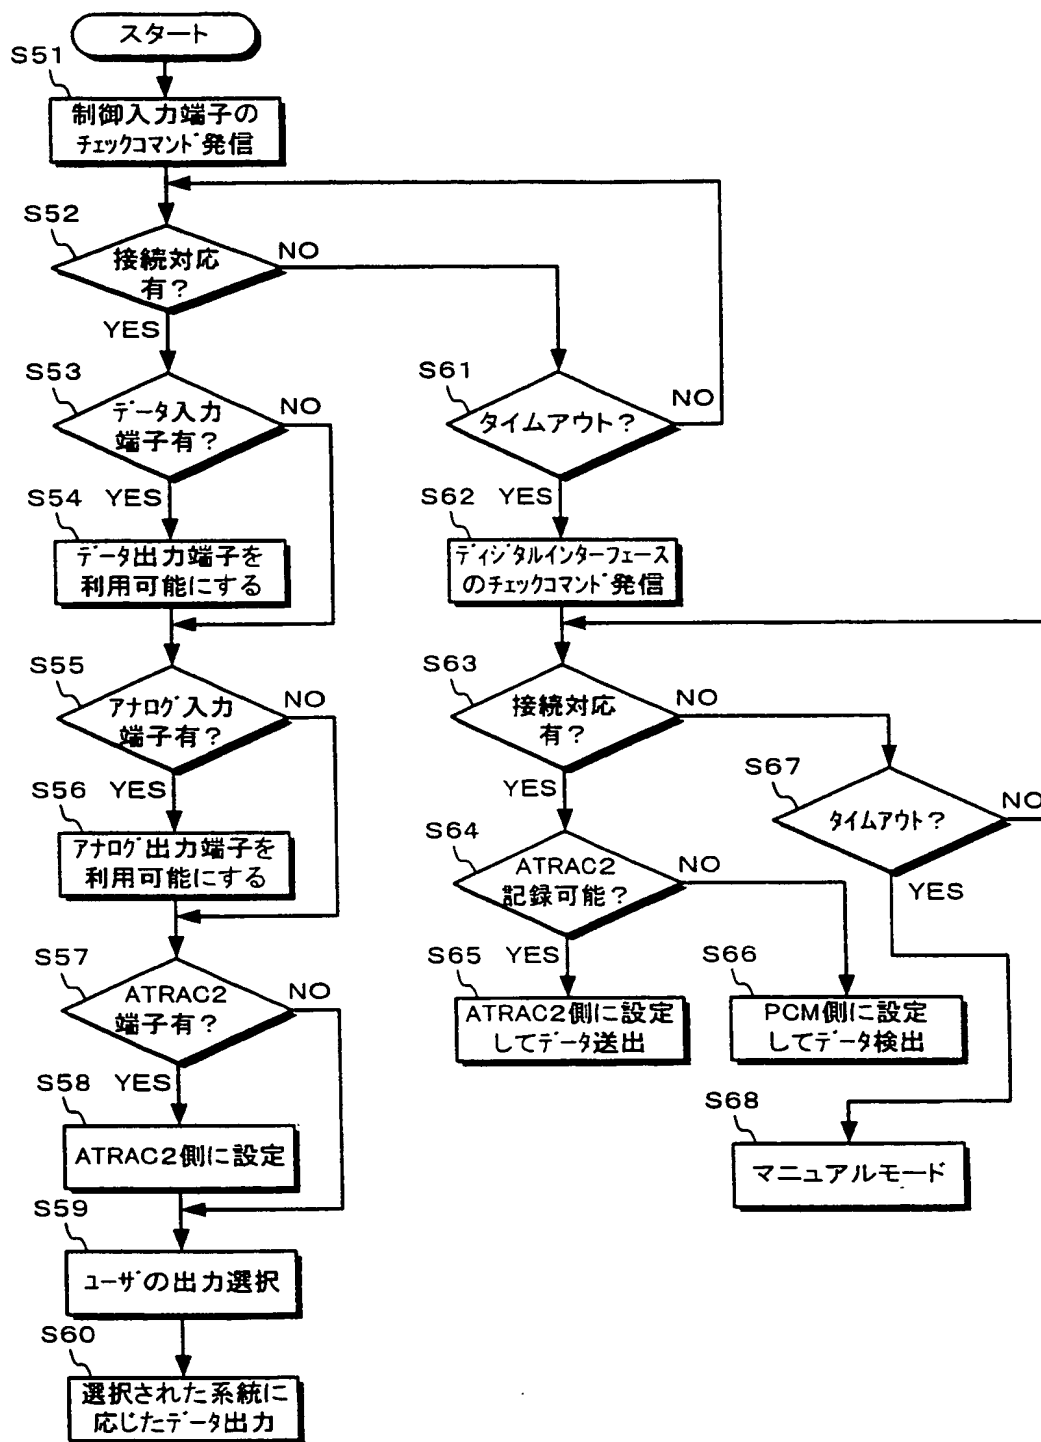 スタート
S51
制御入力端子の
チェックコマンド発信
S52
接続対応
有?
NO
YES
S53
データ入力
端子有?
NO
YES
S54
データ出力端子を
利用可能にする
S55
アナログ入力
端子有?
NO
YES
S56
アナログ出力端子を
利用可能にする
S57
ATRAC2
端子有?
NO
YES
S58
ATRAC2側に設定
S59
ユーザの出力選択
S60
選択された系統に
応じたデータ出力
S61
タイムアウト?
NO
YES
S62
ディジタルインターフェース
のチェックコマンド発信
S63
接続対応
有?
NO
YES
S64
ATRAC2
記録可能?
NO
YES
S65
ATRAC2側に設定
してデータ送出
S66
PCM側に設定
してデータ検出
S67
タイムアウト?
NO
YES
S68
マニュアルモード